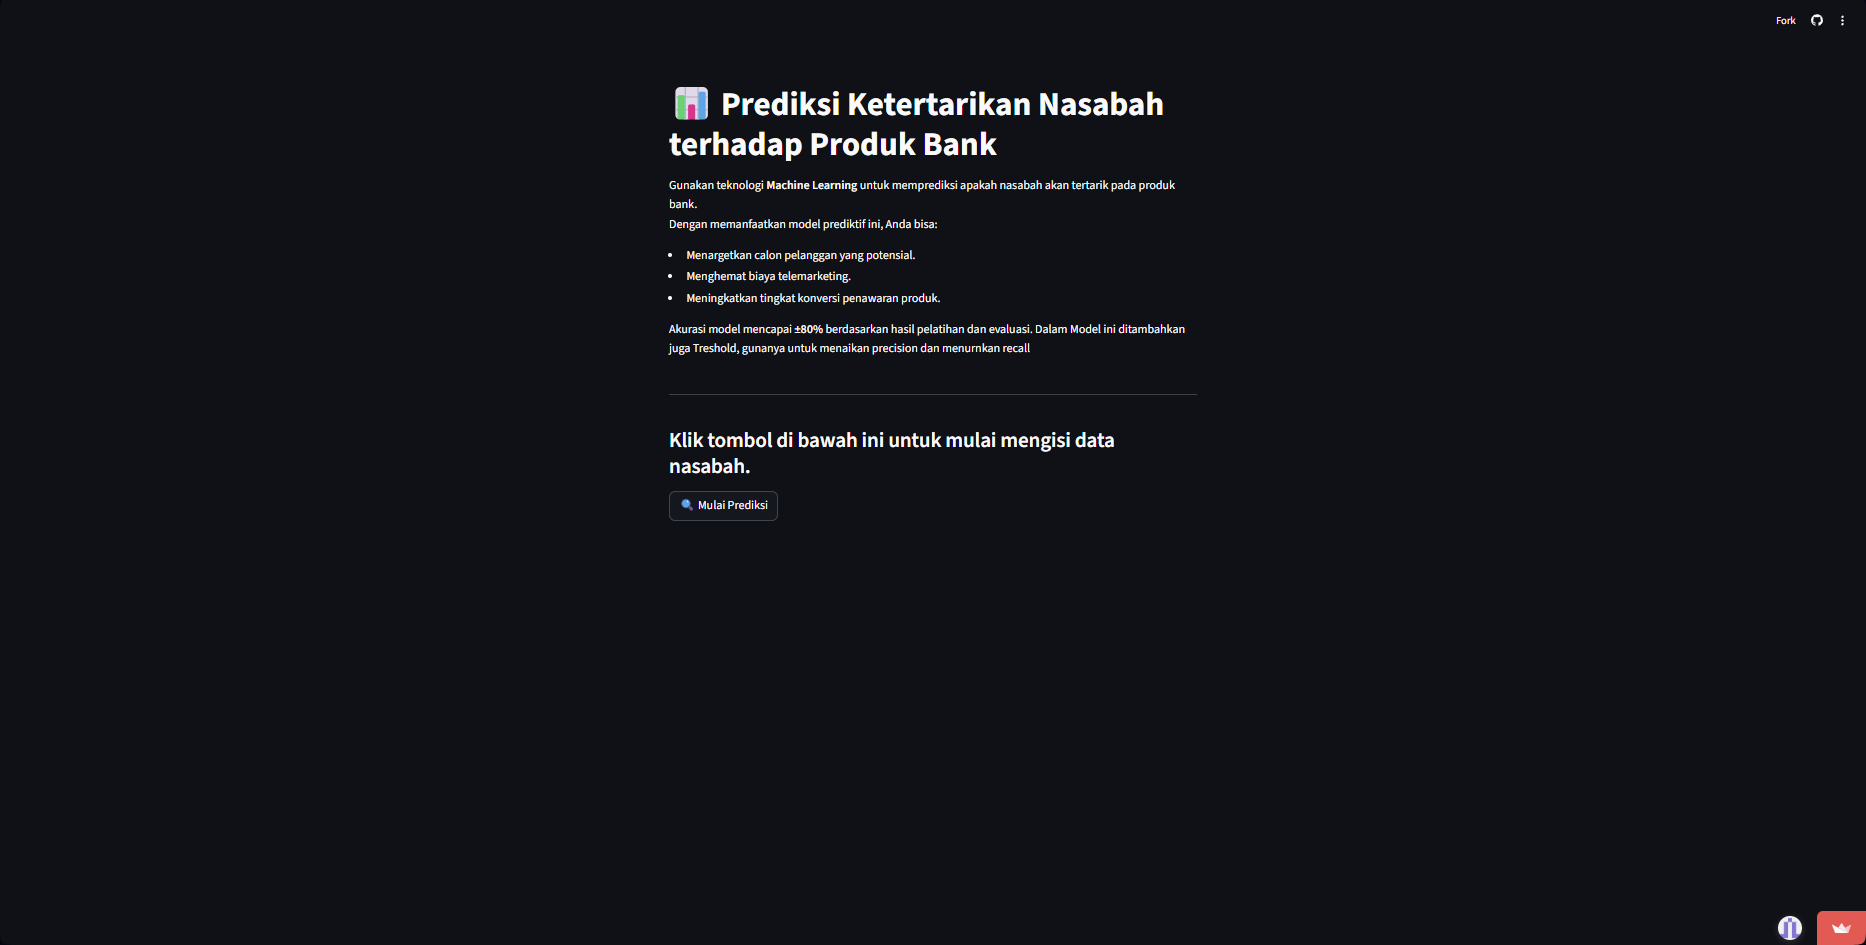 Fork
Prediksi Ketertarikan Nasabah
terhadap Produk Bank
Gunakan teknologi Machine Learning untuk memprediksi apakah nasabah akan tertarik pada produk
bank.
Dengan memanfaatkan model prediktif ini, Anda bisa:
• Menargetkan calon pelanggan yang potensial.
• Menghemat biaya telemarketing.
• Meningkatkan tingkat konversi penawaran produk.
Akurasi model mencapai ±80% berdasarkan hasil pelatihan dan evaluasi. Dalam Model ini ditambahkan
juga Treshold, gunanya untuk menaikan precision dan menurnkan recall
Klik tombol di bawah ini untuk mulai mengisi data
nasabah.
Mulai Prediksi